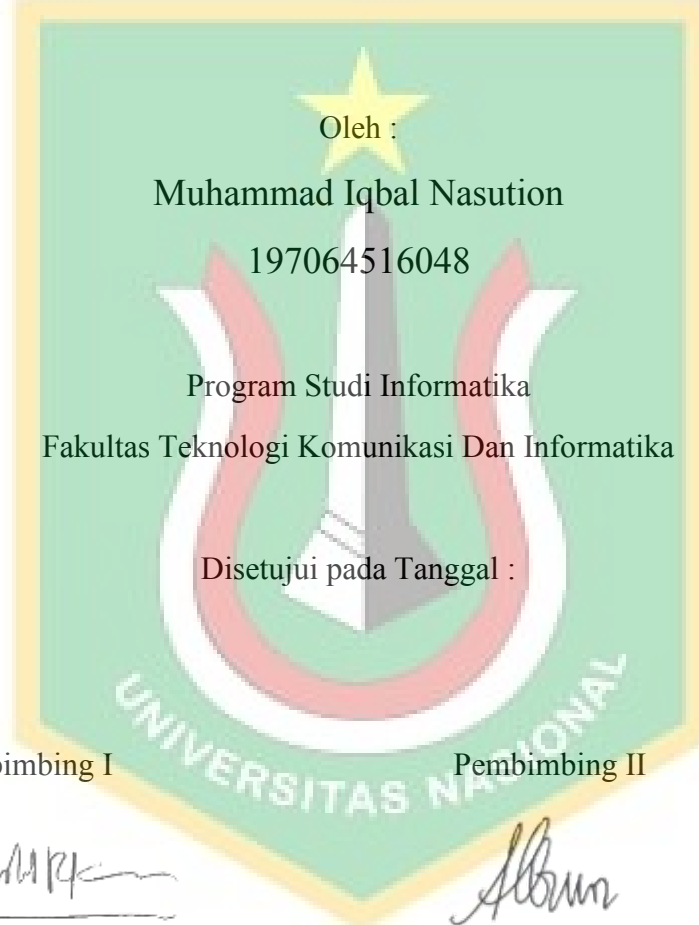 Oleh :
Muhammad Iqbal Nasution
197064516048
Program Studi Informatika
Fakultas Teknologi Komunikasi Dan Informatika
Disetujui pada Tanggal :
bimbing I Pembimbing II
UNIVERSITAS NASIONAL